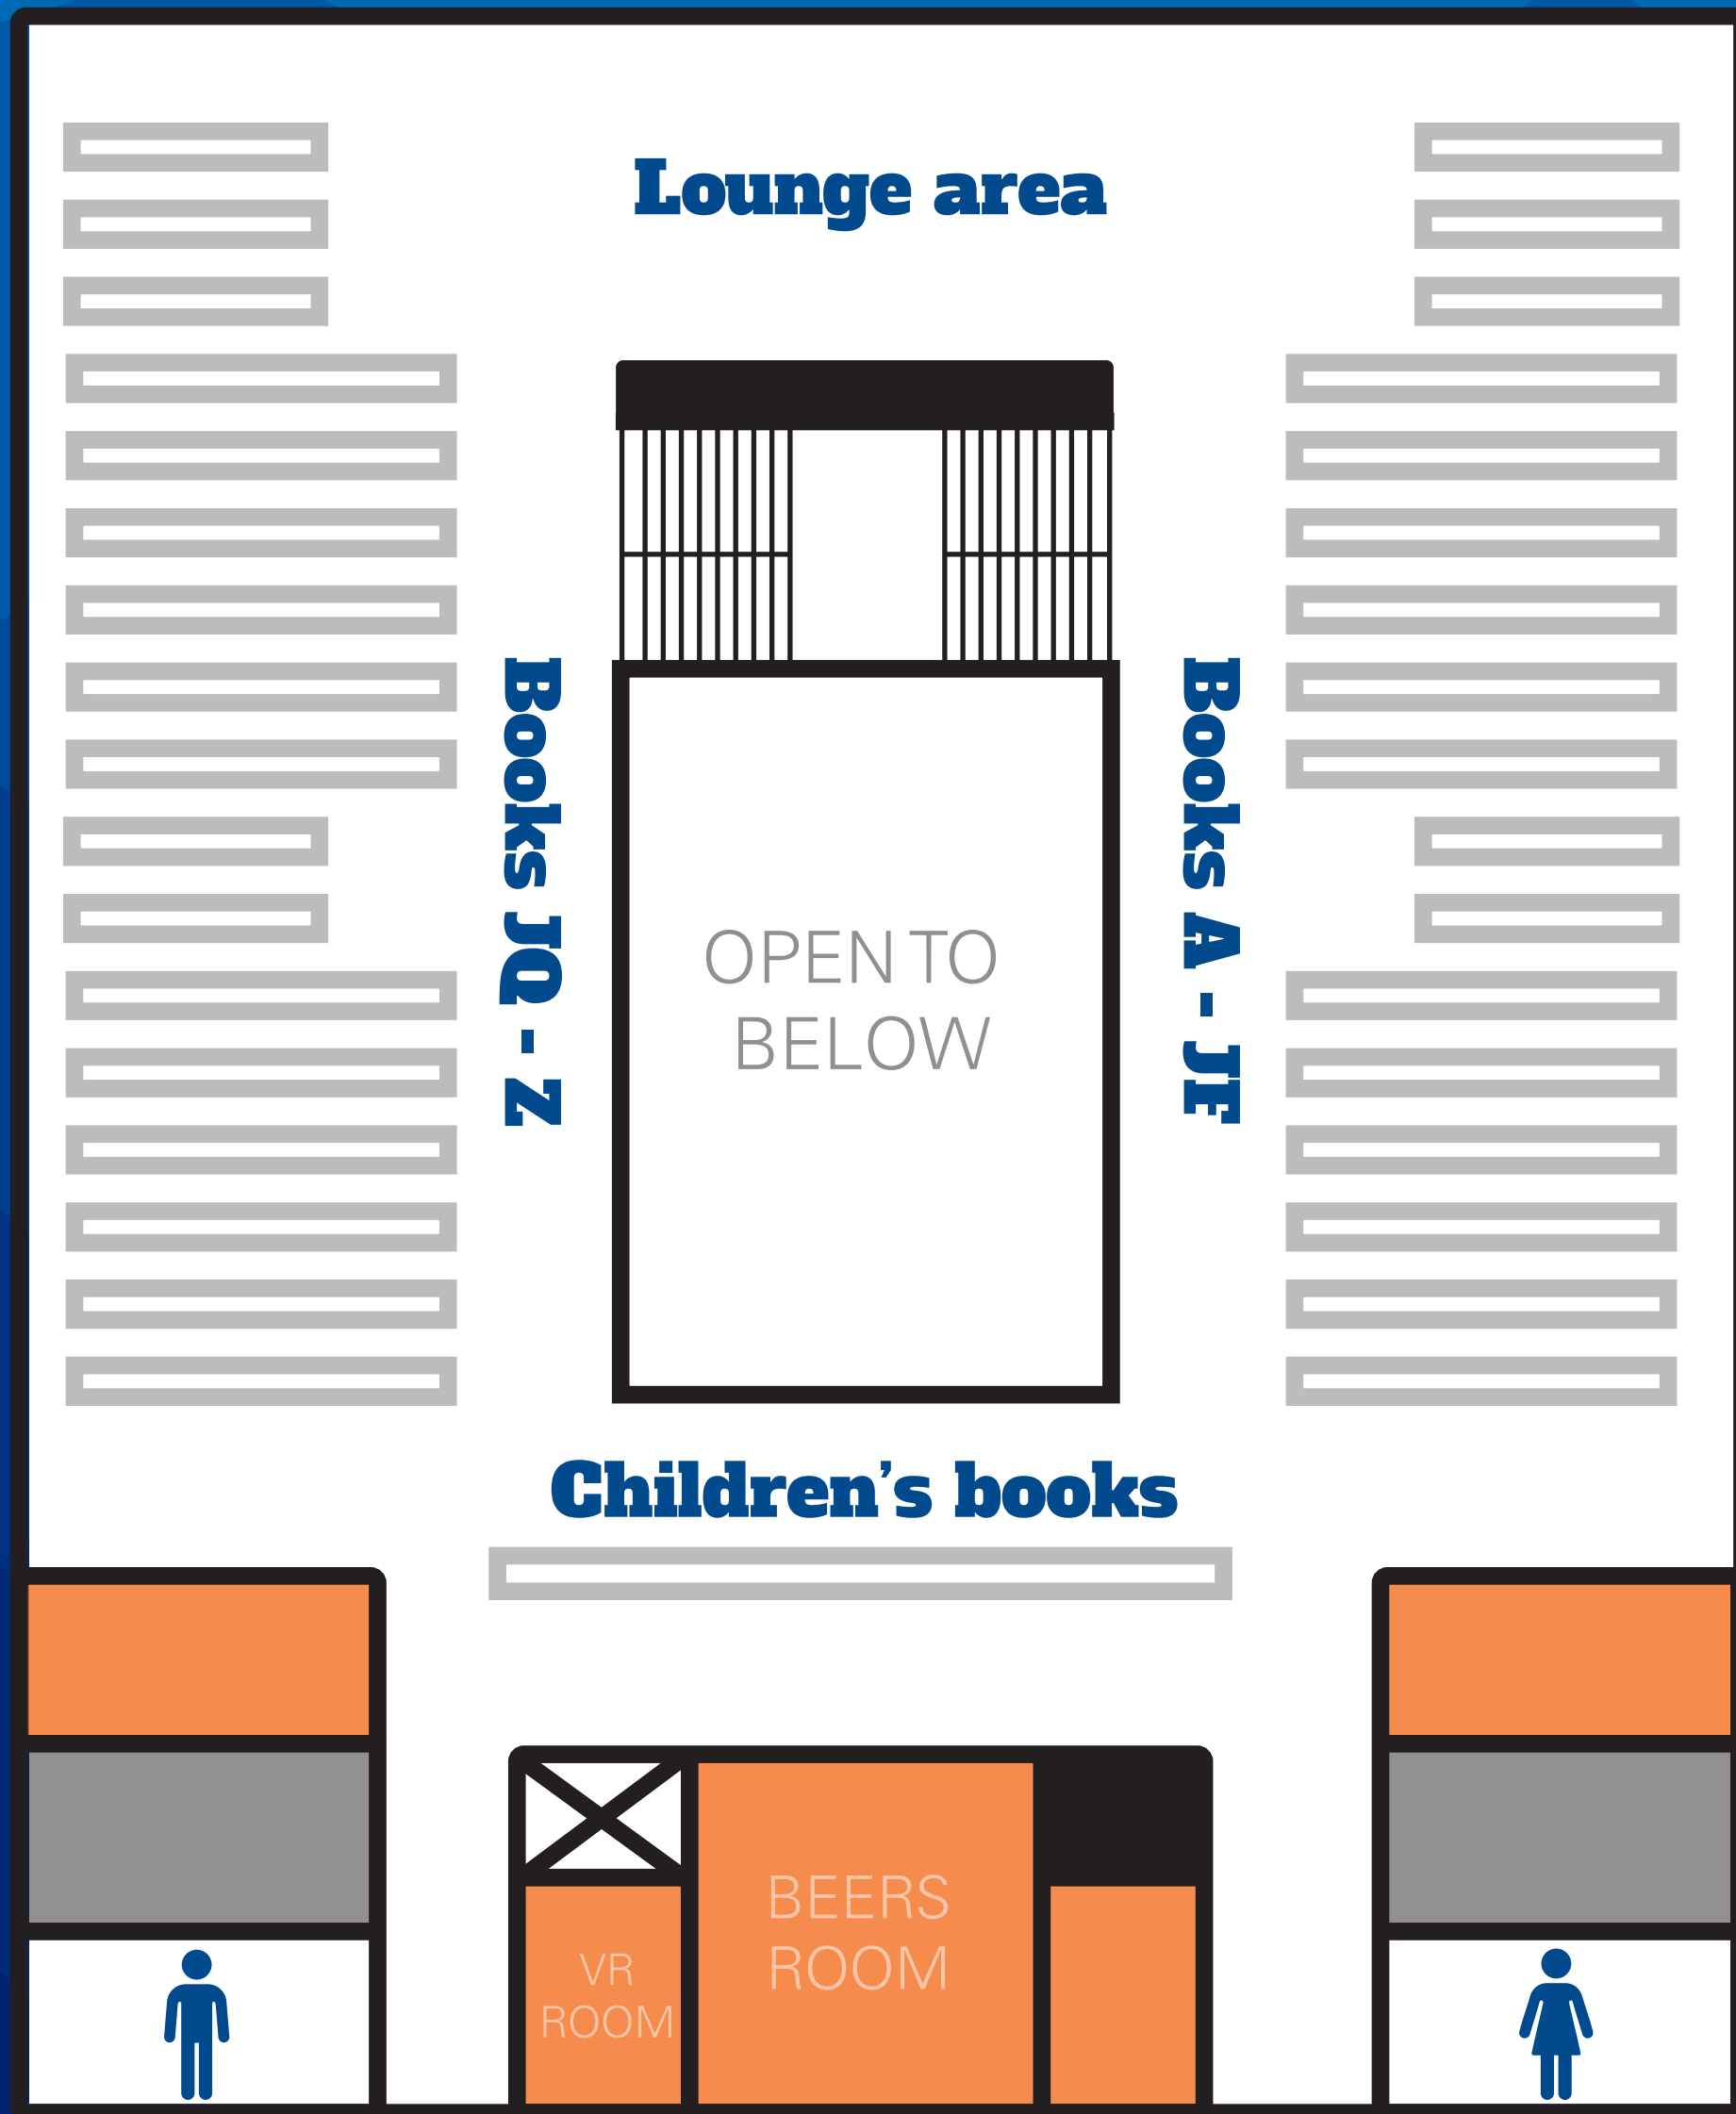 Lounge area
Books JQ - Z
Books A - JF
OPEN TO
BELOW
Children's books
BEERS
ROOM
VR
ROOM